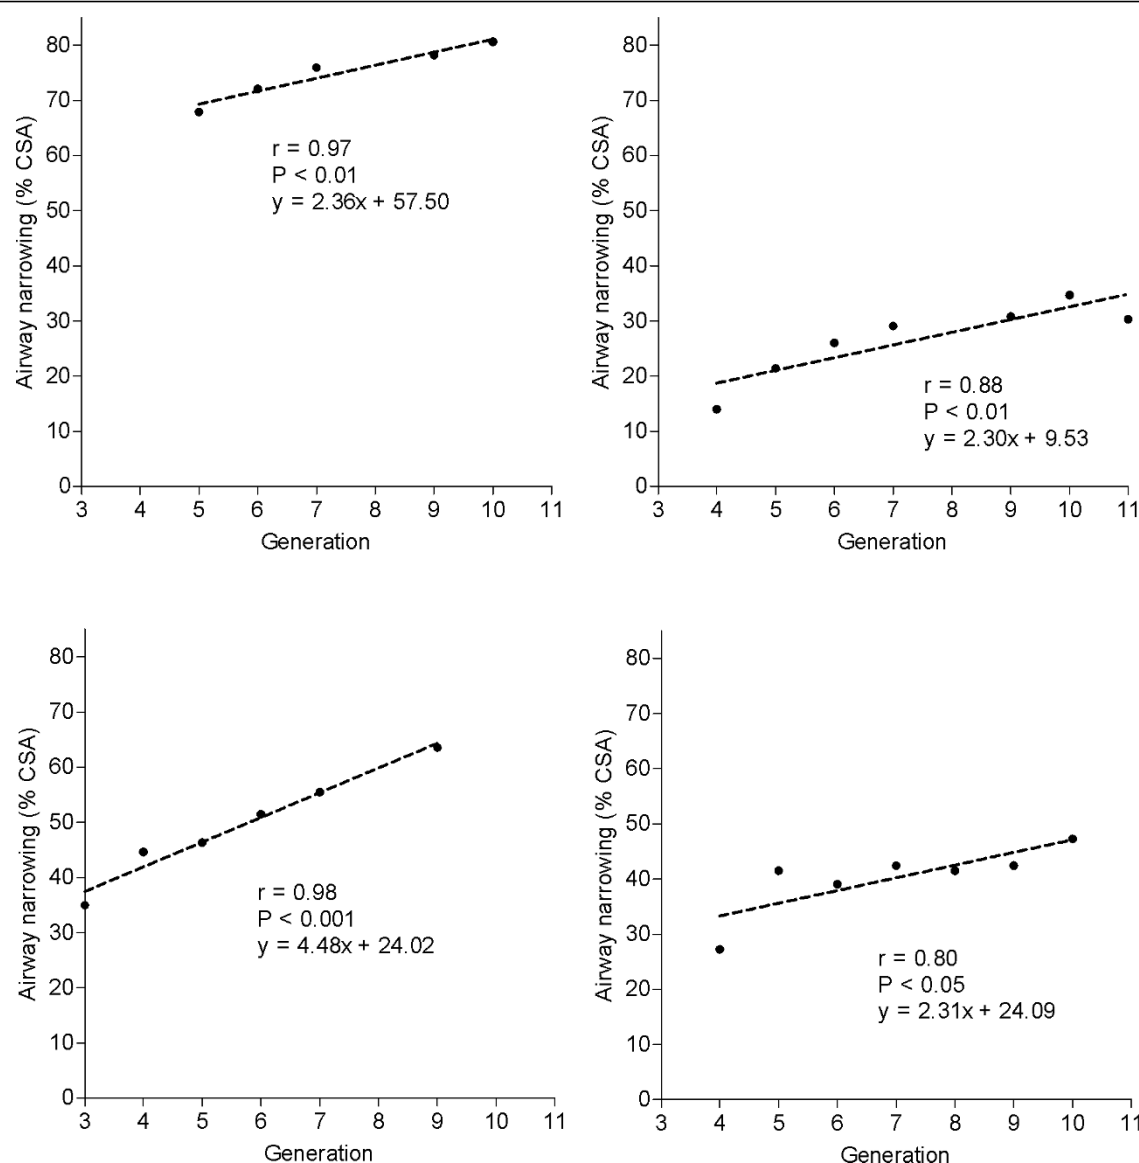 Airway narrowing (% CSA)
80
70
60
50
40
30
20
10
0
r = 0.97
P < 0.01
y = 2.36x + 57.50
3 4 5 6 7 8 9 10 11
Generation
Airway narrowing (% CSA)
80
70
60
50
40
30
20
10
0
r = 0.88
P < 0.01
y = 2.30x + 9.53
3 4 5 6 7 8 9 10 11
Generation
Airway narrowing (% CSA)
80
70
60
50
40
30
20
10
0
r = 0.98
P < 0.001
y = 4.48x + 24.02
3 4 5 6 7 8 9 10 11
Generation
Airway narrowing (% CSA)
80
70
60
50
40
30
20
10
0
r = 0.80
P < 0.05
y = 2.31x + 24.09
3 4 5 6 7 8 9 10 11
Generation